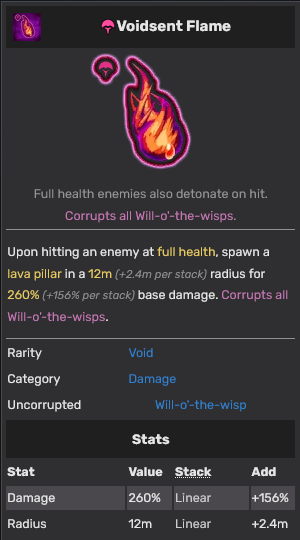 Voidsent Flame
Full health enemies also detonate on hit.
Corrupts all Will-o'-the-wisps.
Upon hitting an enemy at full health, spawn a
lava pillar in a 12m (+2.4m per stack) radius for
260% (+156% per stack) base damage. Corrupts all
Will-o'-the-wisps.
Rarity Void
Category Damage
Uncorrupted Will-o'-the-wisp
Stats
Stat Value Stack Add
Damage 260% Linear +156%
Radius 12m Linear +2.4m